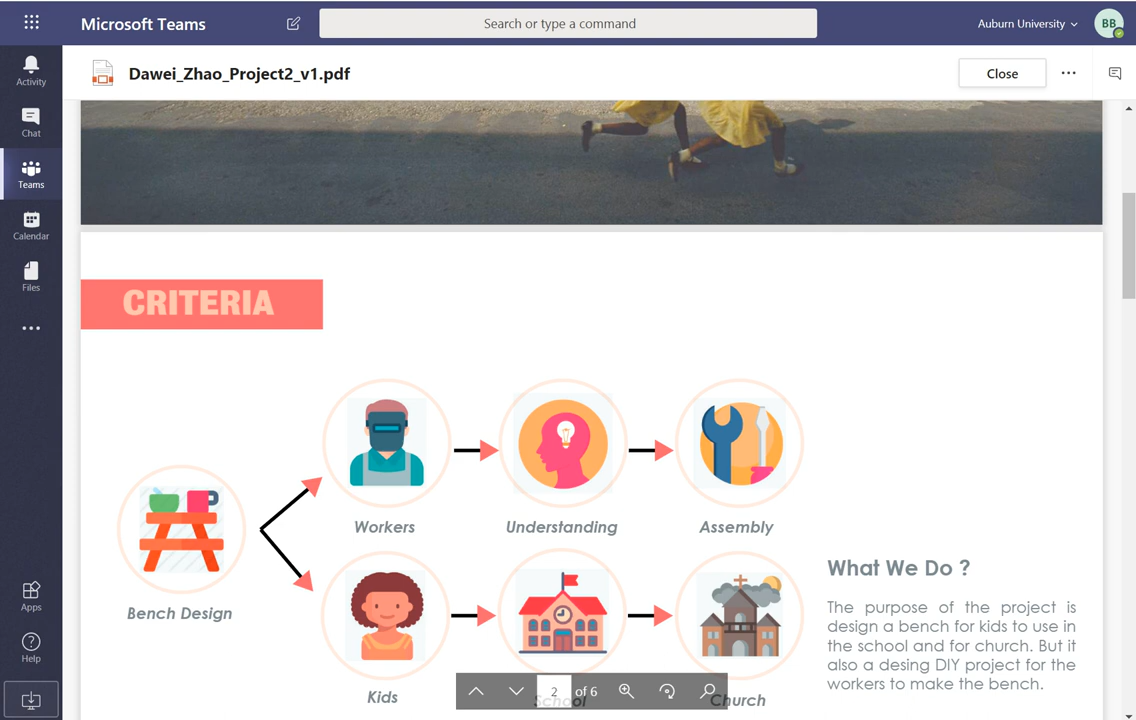 Microsoft Teams
Search or type a command
Auburn University
BB
Activity
Chat
Teams
Calendar
Files
Apps
Help
Dawei_Zhao_Project2_v1.pdf
Close
CRITERIA
Workers
Understanding
Assembly
Bench Design
Kids
School
Church
2 of 6
What We Do ?
The purpose of the project is
design a bench for kids to use in
the school and for church. But it
also a desing DIY project for the
workers to make the bench.